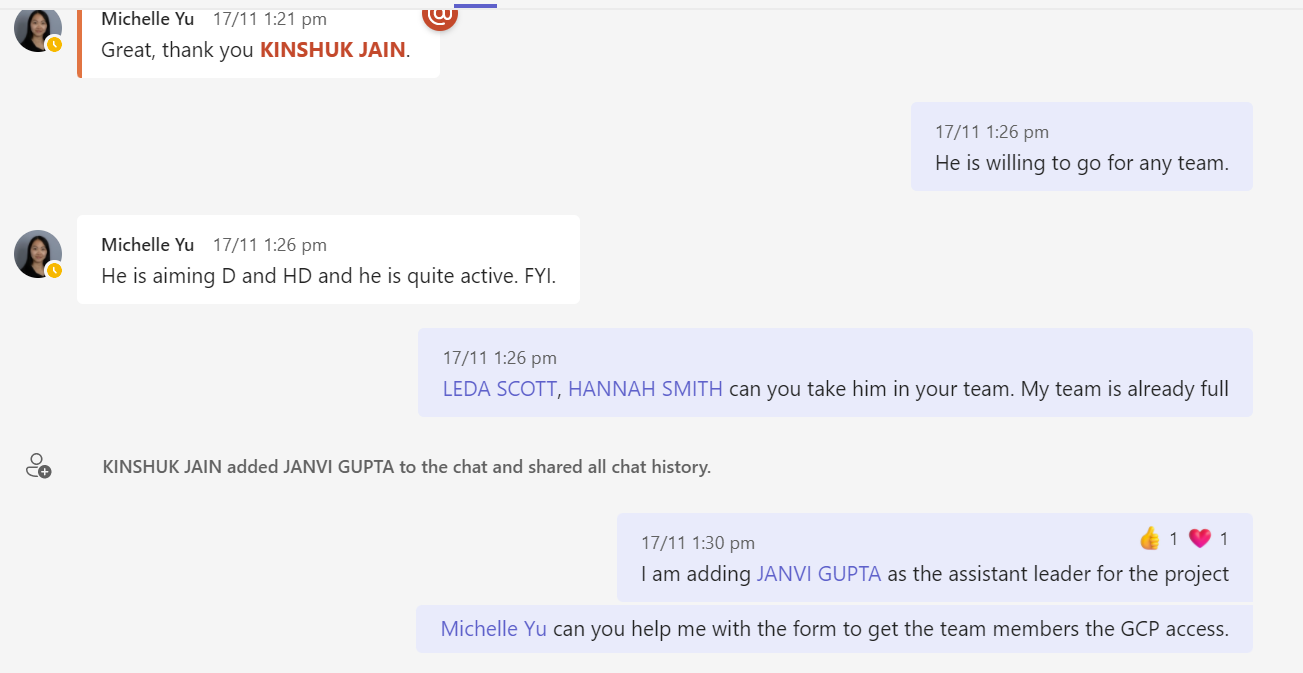 Michelle Yu 17/11 1:21 pm @
Great, thank you KINSHUK JAIN.
17/11 1:26 pm
He is willing to go for any team.
Michelle Yu 17/11 1:26 pm
He is aiming D and HD and he is quite active. FYI.
17/11 1:26 pm
LEDA SCOTT, HANNAH SMITH can you take him in your team. My team is already full
KINSHUK JAIN added JANVI GUPTA to the chat and shared all chat history.
17/11 1:30 pm 👍 1 ❤️ 1
I am adding JANVI GUPTA as the assistant leader for the project
Michelle Yu can you help me with the form to get the team members the GCP access.